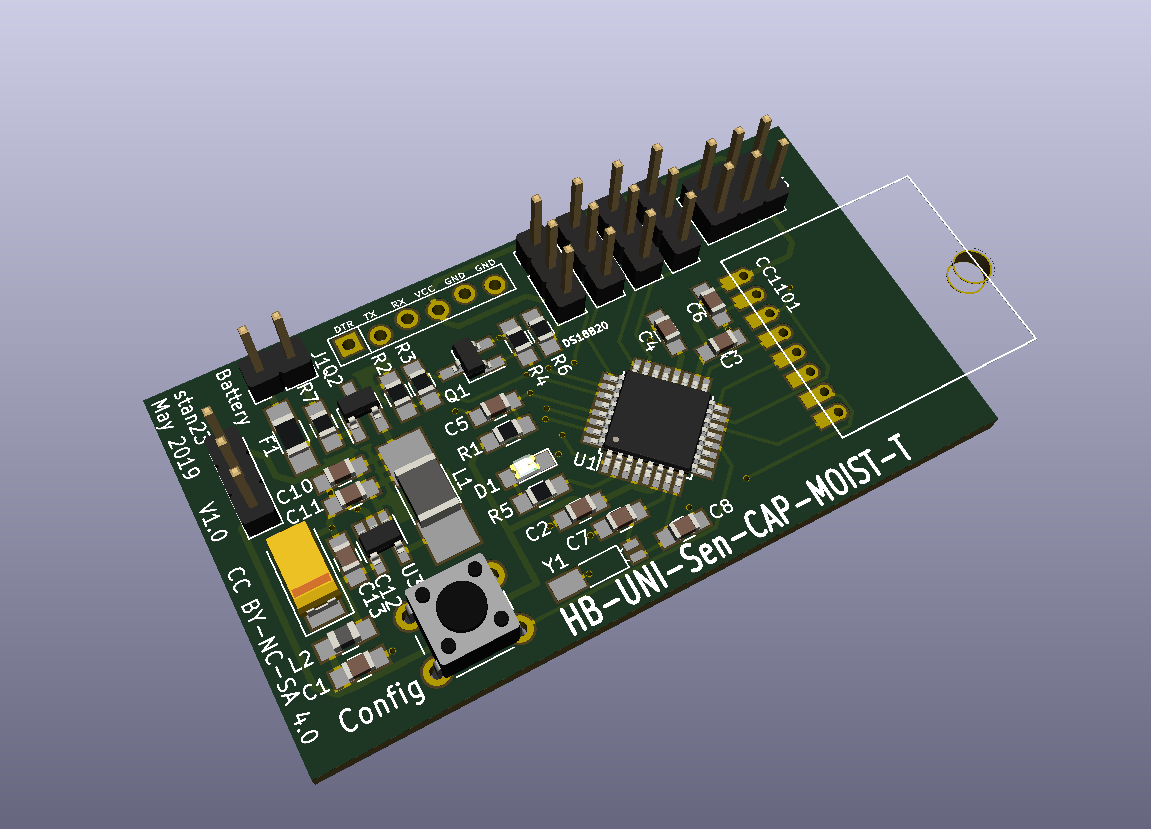 DTR TX RX VCC GND GND
DS18B20
CC1101
C6
C4
C3
J1
Q2
R2
R3
Q1
R4
R6
Battery
R7
F1
C5
R1
U1
D1
R5
L1
C10
C11
C2
C7
C8
Y1
U3
C12
C13
L2
C1
Config
HB-UNI-Sen-CAP-MOIST-T
stan23
May 2019 V1.0 CC BY-NC-SA 4.0